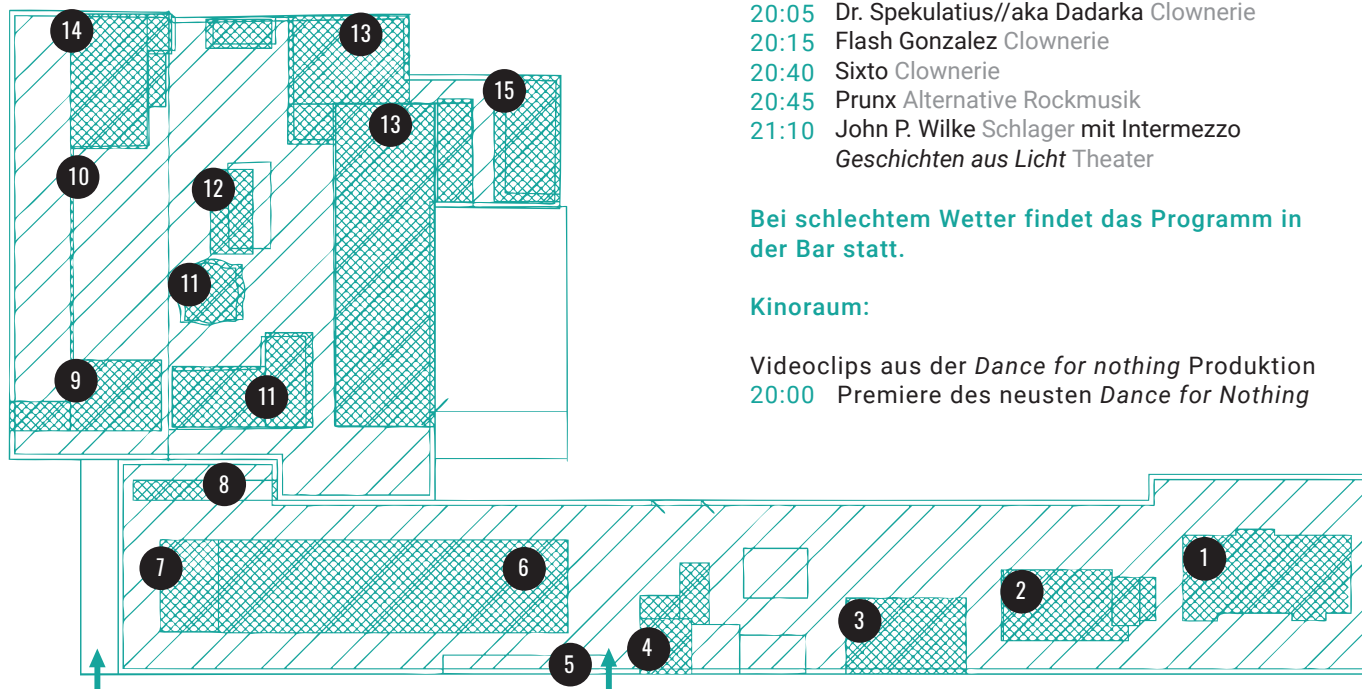 20:05 Dr. Spekulatius//aka Dadarka Clownerie
20:15 Flash Gonzalez Clownerie
20:40 Sixto Clownerie
20:45 Prunx Alternative Rockmusik
21:10 John P. Wilke Schlager mit Intermezzo
Geschichten aus Licht Theater
Bei schlechtem Wetter findet das Programm in
der Bar statt.
Kinoraum:
Videoclips aus der Dance for nothing Produktion
20:00 Premiere des neusten Dance for Nothing
14
13
15
13
10
12
11
9
11
8
7
6
5
4
3
2
1